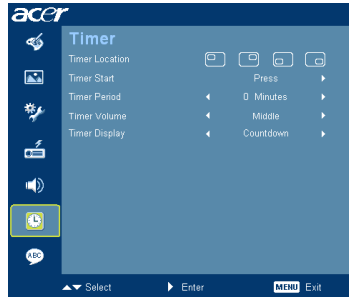 acer
Timer
Timer Location
Timer Start Press
Timer Period 0 Minutes
Timer Volume Middle
Timer Display Countdown
ABC
Select Enter MENU Exit